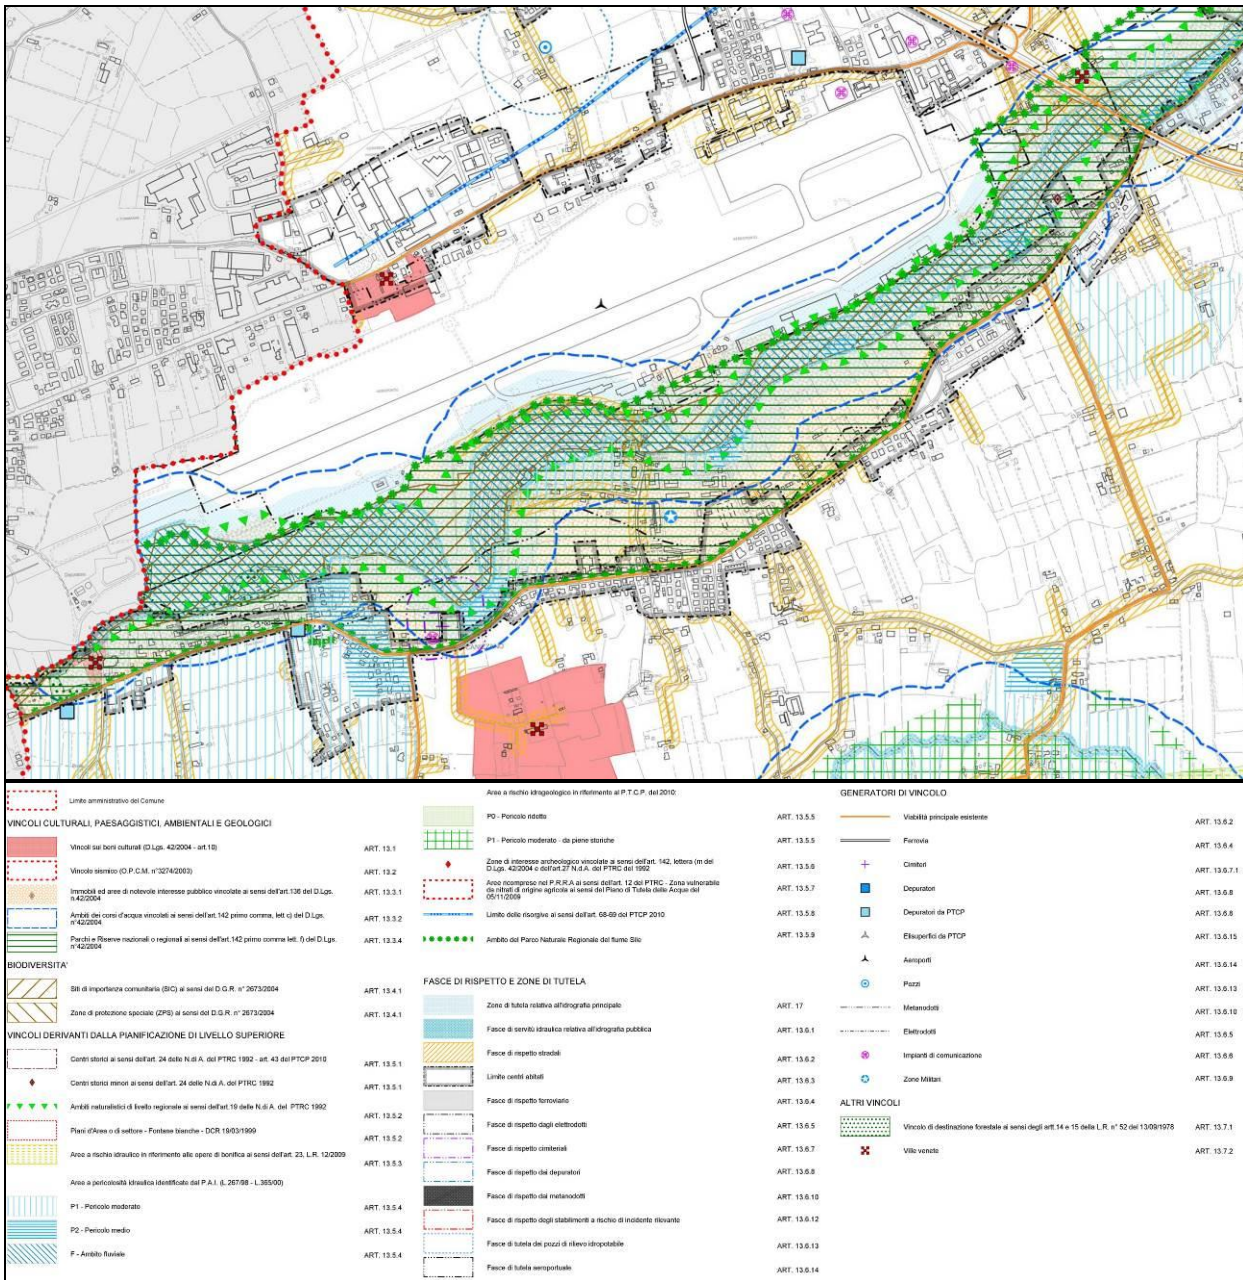 AEROPORTO
AEROPORTO
Limite amministrativo del Comune
VINCOLI CULTURALI, PAESAGGISTICI, AMBIENTALI E GEOLOGICI
Vincoli sui beni culturali (D.Lgs. 42/2004 - art.10) ART. 13.1
Vincolo sismico (O.P.C.M. n°3274/2003) ART. 13.2
Immobili ed aree di notevole interesse pubblico vincolate ai sensi dell'art.136 del D.Lgs.
n.42/2004 ART. 13.3.1
Ambiti dei corsi d'acqua vincolati ai sensi dell'art.142 primo comma, lett c) del D.Lgs.
n°42/2004 ART. 13.3.2
Parchi e Riserve nazionali o regionali ai sensi dell'art.142 primo comma lett. f) del D.Lgs.
n°42/2004 ART. 13.3.4
BIODIVERSITA'
Siti di importanza comunitaria (SIC) ai sensi del D.G.R. n° 2673/2004 ART. 13.4.1
Zone di protezione speciale (ZPS) ai sensi del D.G.R. n° 2673/2004 ART. 13.4.1
VINCOLI DERIVANTI DALLA PIANIFICAZIONE DI LIVELLO SUPERIORE
Centri storici ai sensi dell'art. 24 delle N.di A. del PTRC 1992 - art. 43 del PTCP 2010 ART. 13.5.1
Centri storici minori ai sensi dell'art. 24 delle N.di A. del PTRC 1992 ART. 13.5.1
Ambiti naturalistici di livello regionale ai sensi dell'art.19 delle N.di A. del PTRC 1992 ART. 13.5.2
Piani d'Area o di settore - Fontane bianche - DCR 19/03/1999 ART. 13.5.2
Aree a rischio idraulico in riferimento alle opere di bonifica ai sensi dell'art. 23, L.R. 12/2009 ART. 13.5.3
Aree a pericolosità idraulica identificate dal P.A.I. (L.267/98 - L.365/00)
P1 - Pericolo moderato ART. 13.5.4
P2 - Pericolo medio ART. 13.5.4
F - Ambito fluviale ART. 13.5.4
Aree a rischio idrogeologico in riferimento al P.T.C.P. del 2010:
P0 - Pericolo ridotto ART. 13.5.5
P1 - Pericolo moderato - da piene storiche ART. 13.5.5
Zone di interesse archeologico vincolate ai sensi dell'art. 142, lettera (m del
D.Lgs. 42/2004 e dell'art.27 N.d.A. del PTRC del 1992 ART. 13.5.6
Aree ricomprese nel P.R.R.A ai sensi dell'art. 12 del PTRC - Zona vulnerabile
da nitrati di origine agricola ai sensi del Piano di Tutela delle Acque del
05/11/2009 ART. 13.5.7
Limite delle risorgive ai sensi dell'art. 68-69 del PTCP 2010 ART. 13.5.8
Ambito del Parco Naturale Regionale del fiume Sile ART. 13.5.9
FASCE DI RISPETTO E ZONE DI TUTELA
Zone di tutela relativa all'idrografia principale ART. 17
Fasce di servitù idraulica relativa all'idrografia pubblica ART. 13.6.1
Fasce di rispetto stradali ART. 13.6.2
Limite centri abitati ART. 13.6.3
Fasce di rispetto ferroviario ART. 13.6.4
Fasce di rispetto dagli elettrodotti ART. 13.6.5
Fasce di rispetto cimiteriali ART. 13.6.7
Fasce di rispetto dai depuratori ART. 13.6.8
Fasce di rispetto dai metanodotti ART. 13.6.10
Fasce di rispetto degli stabilimenti a rischio di incidente rilevante ART. 13.6.12
Fasce di tutela dei pozzi di rilievo idropotabile ART. 13.6.13
Fasce di tutela aeroportuale ART. 13.6.14
GENERATORI DI VINCOLO
Viabilità principale esistente ART. 13.6.2
Ferrovia ART. 13.6.4
Cimiteri ART. 13.6.7.1
Depuratori ART. 13.6.8
Depuratori da PTCP ART. 13.6.8
Elisuperfici da PTCP ART. 13.6.15
Aeroporti ART. 13.6.14
Pozzi ART. 13.6.13
Metanodotti ART. 13.6.10
Elettrodotti ART. 13.6.5
Impianti di comunicazione ART. 13.6.6
Zone Militari ART. 13.6.9
ALTRI VINCOLI
Vincolo di destinazione forestale ai sensi degli artt.14 e 15 della L.R. n° 52 del 13/09/1978 ART. 13.7.1
Ville venete ART. 13.7.2